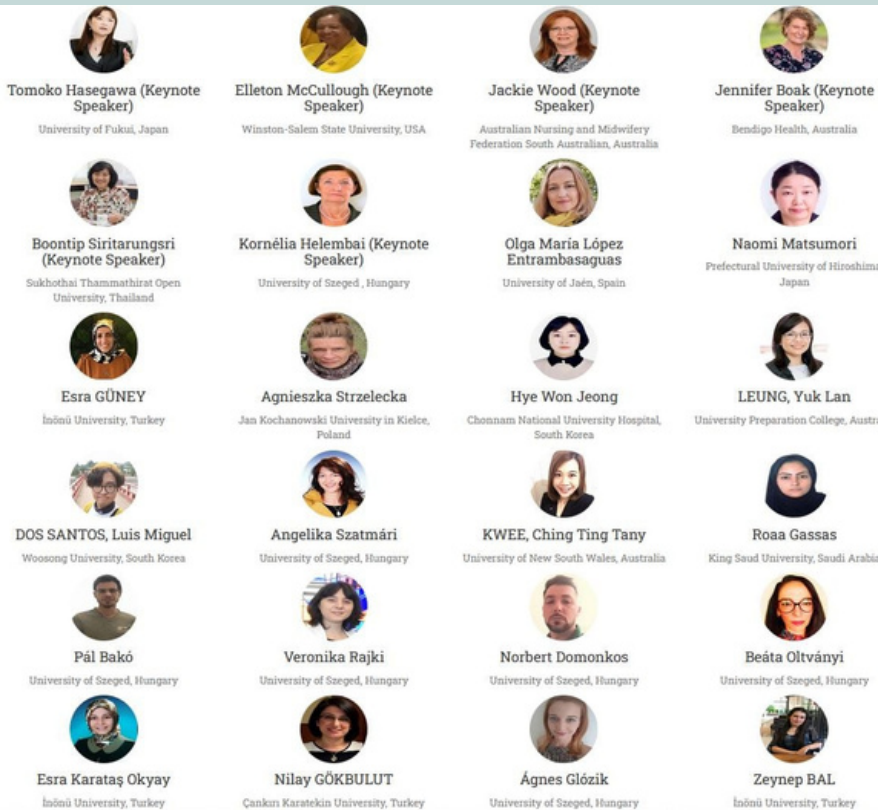 Tomoko Hasegawa (Keynote
Speaker)
University of Fukui, Japan
Elleton McCullough (Keynote
Speaker)
Winston-Salem State University, USA
Jackie Wood (Keynote
Speaker)
Australian Nursing and Midwifery
Federation South Australian, Australia
Jennifer Boak (Keynote
Speaker)
Bendigo Health, Australia
Boontip Siritarungsri
(Keynote Speaker)
Sukhothai Thammathirat Open
University, Thailand
Kornélia Helembai (Keynote
Speaker)
University of Szeged , Hungary
Olga María López
Entrambasaguas
University of Jaén, Spain
Naomi Matsumori
Prefectural University of Hiroshima
Japan
Esra GÜNEY
İnönü University, Turkey
Agnieszka Strzelecka
Jan Kochanowski University in Kielce,
Poland
Hye Won Jeong
Chonnam National University Hospital,
South Korea
LEUNG, Yuk Lan
University Preparation College, Austra
DOS SANTOS, Luis Miguel
Woosong University, South Korea
Angelika Szatmári
University of Szeged, Hungary
KWEE, Ching Ting Tany
University of New South Wales, Australia
Roaa Gassas
King Saud University, Saudi Arabia
Pál Bakó
University of Szeged, Hungary
Veronika Rajki
University of Szeged, Hungary
Norbert Domonkos
University of Szeged, Hungary
Beáta Oltványi
University of Szeged, Hungary
Esra Karataş Okyay
İnönü University, Turkey
Nilay GÖKBULUT
Çankırı Karatekin University, Turkey
Ágnes Glózik
University of Szeged, Hungary
Zeynep BAL
İnönü University, Turkey